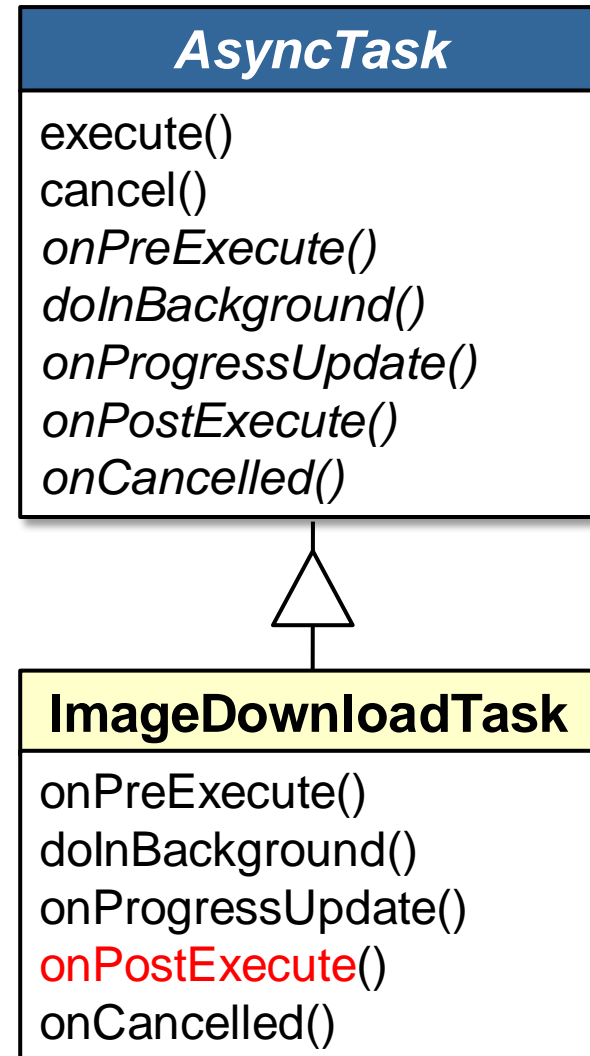 AsyncTask
execute()
cancel()
onPreExecute()
doInBackground()
onProgressUpdate()
onPostExecute()
onCancelled()
ImageDownloadTask
onPreExecute()
doInBackground()
onProgressUpdate()
onPostExecute()
onCancelled()